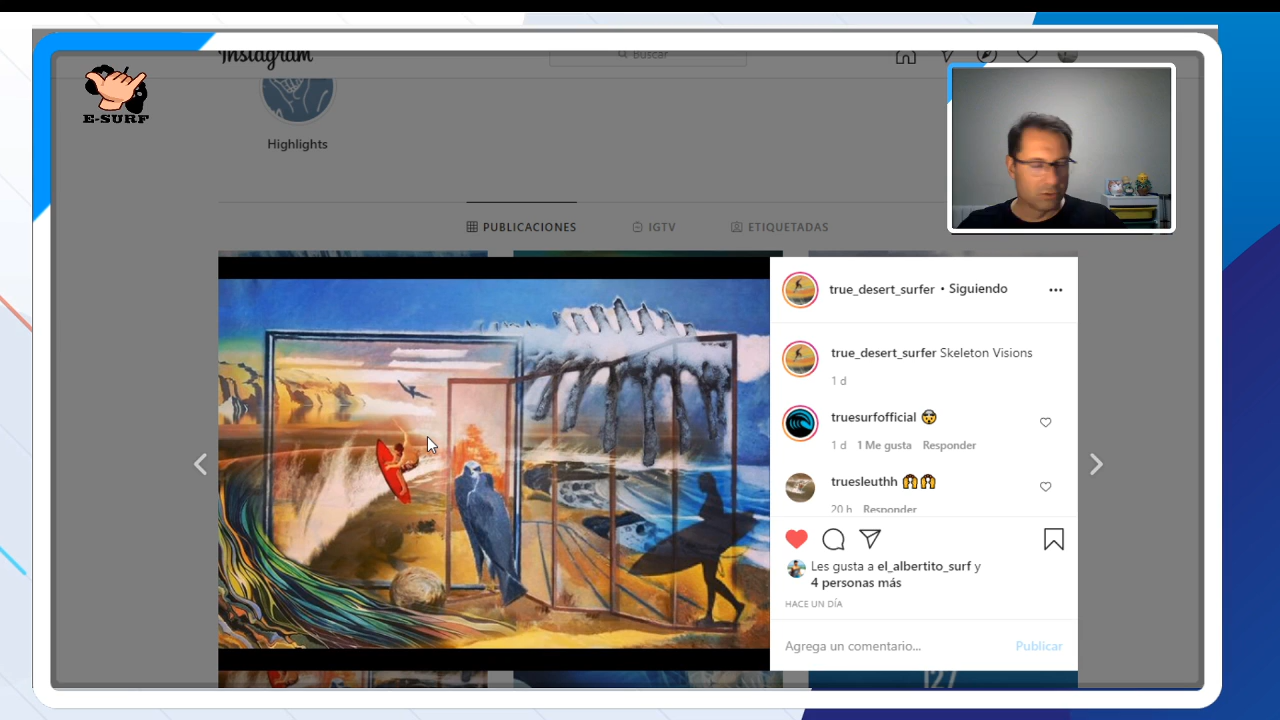 Instagram
Buscar
E-SURF
Highlights
PUBLICACIONES
IGTV
ETIQUETADAS
true_desert_surfer • Siguiendo
true_desert_surfer Skeleton Visions
1 d
truesurfofficial 😯
1 d 1 Me gusta Responder
truesleuthh 🙌🙌
20 h Responder
Les gusta a el_albertito_surf y
4 personas más
HACE UN DÍA
Agrega un comentario...
Publicar
127